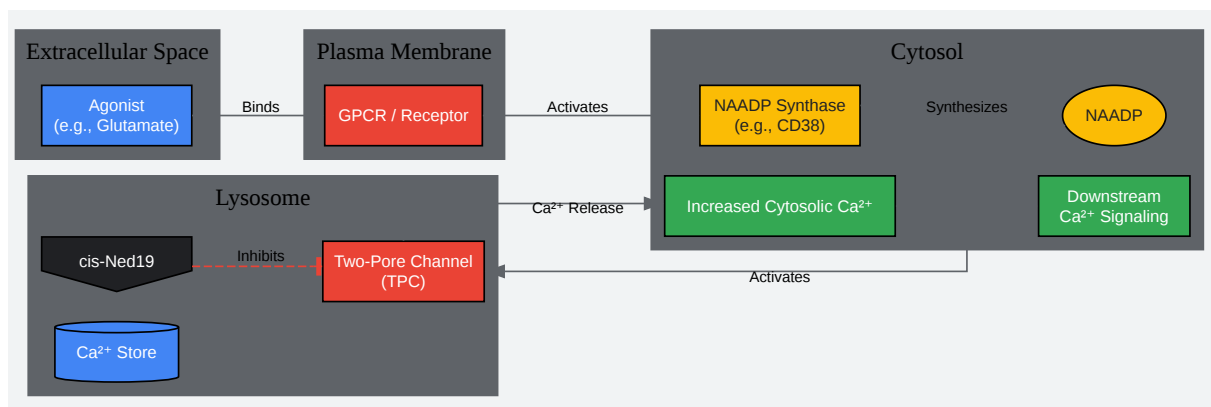 Extracellular Space
Agonist
(e.g., Glutamate)
Binds
Plasma Membrane
GPCR / Receptor
Activates
Cytosol
NAADP Synthase
(e.g., CD38)
Synthesizes
NAADP
Increased Cytosolic Ca²⁺
Downstream
Ca²⁺ Signaling
Lysosome
cis-Ned19
Inhibits
Two-Pore Channel
(TPC)
Ca²⁺ Store
Ca²⁺ Release
Activates